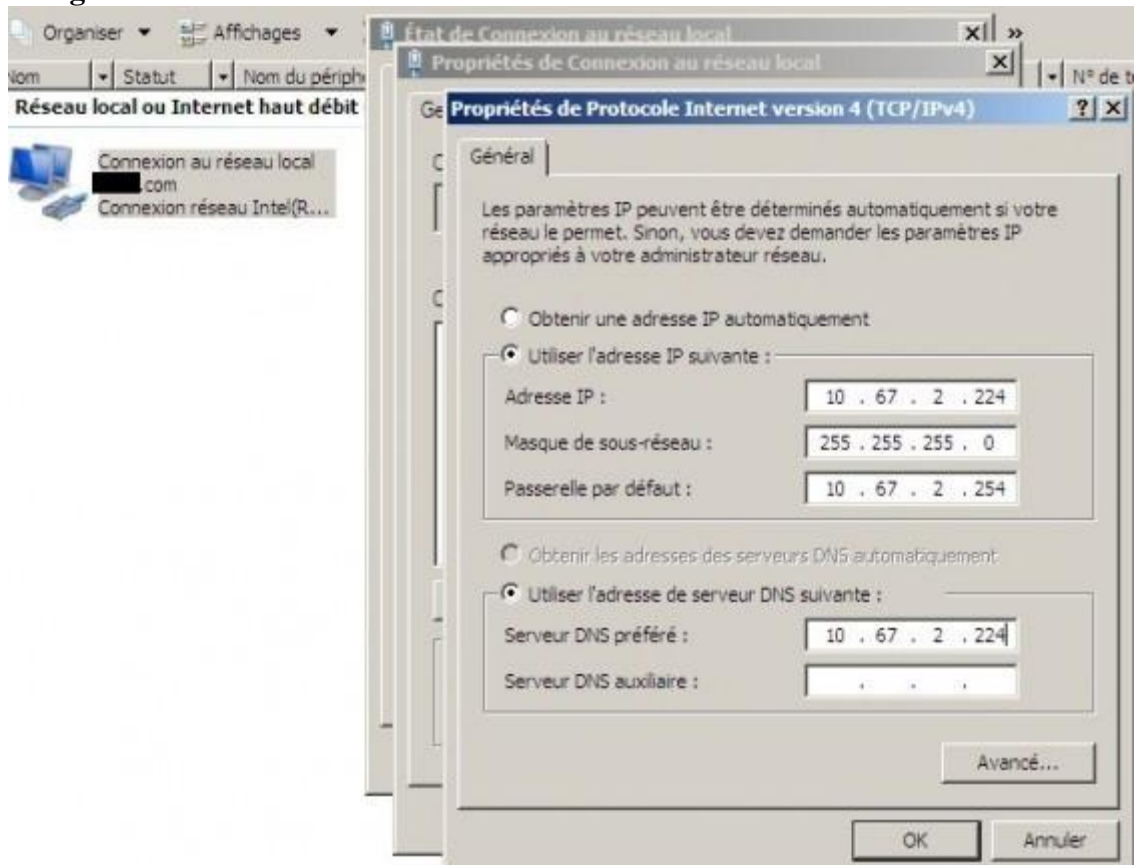 Organiser Affichages
État de Connexion au réseau local
»
Propriétés de Connexion au réseau local
Nom Statut Nom du périph
N° de t
Réseau local ou Internet haut débit
Ge
Propriétés de Protocole Internet version 4 (TCP/IPv4)
Connexion au réseau local
.com
Connexion réseau Intel(R...
Général
Les paramètres IP peuvent être déterminés automatiquement si votre
réseau le permet. Sinon, vous devez demander les paramètres IP
appropriés à votre administrateur réseau.
Obtenir une adresse IP automatiquement
Utiliser l'adresse IP suivante :
Adresse IP : 10 . 67 . 2 . 224
Masque de sous-réseau : 255 . 255 . 255 . 0
Passerelle par défaut : 10 . 67 . 2 . 254
Obtenir les adresses des serveurs DNS automatiquement
Utiliser l'adresse de serveur DNS suivante :
Serveur DNS préféré : 10 . 67 . 2 . 224
Serveur DNS auxiliaire : . . .
Avancé...
OK Annuler